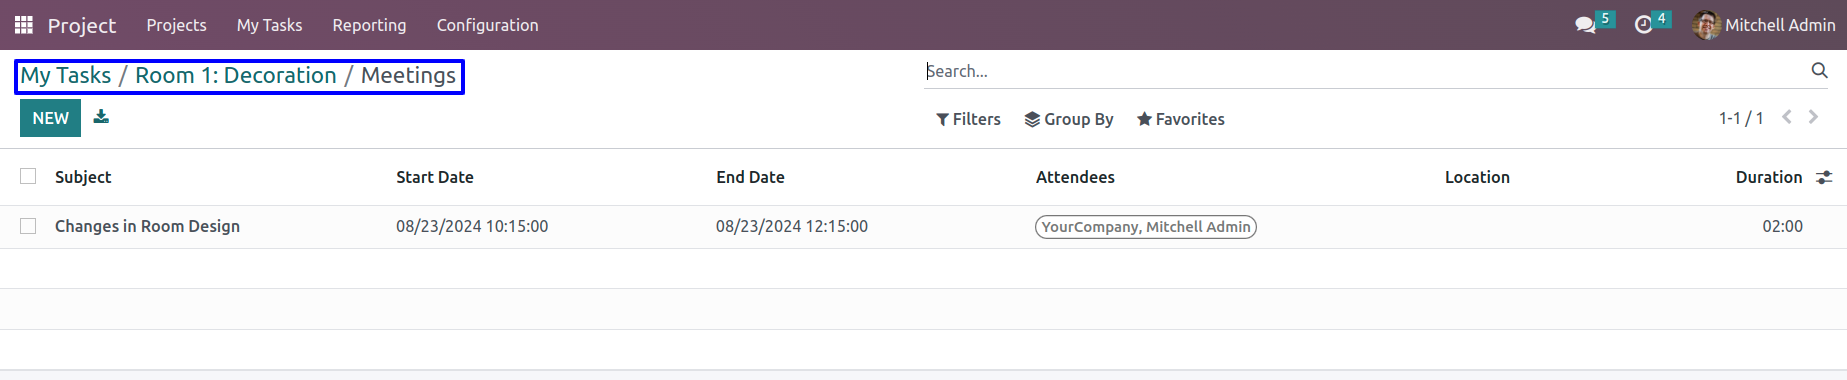 Project Projects My Tasks Reporting Configuration 5 4 Mitchell Admin
My Tasks / Room 1: Decoration / Meetings Search...
NEW Filters Group By Favorites 1-1 / 1
Subject Start Date End Date Attendees Location Duration
Changes in Room Design 08/23/2024 10:15:00 08/23/2024 12:15:00 YourCompany, Mitchell Admin 02:00